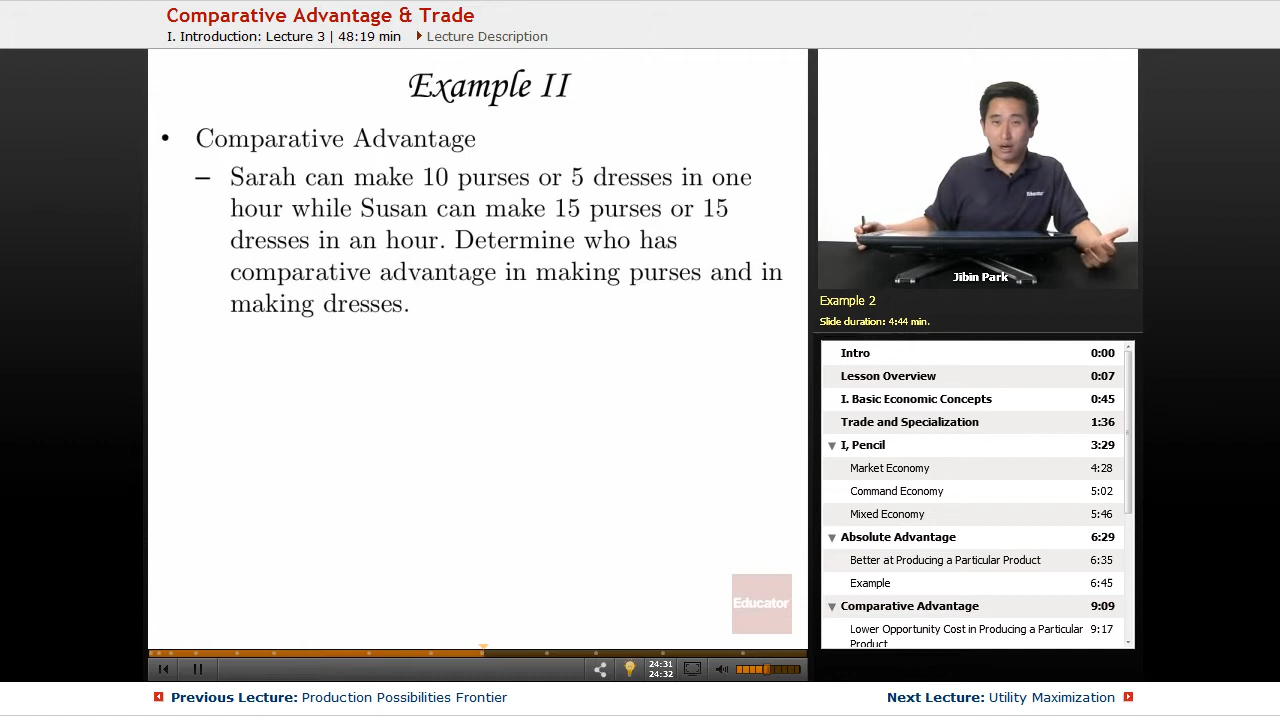 Comparative Advantage & Trade
I. Introduction: Lecture 3 | 48:19 min
Lecture Description
Example II
• Comparative Advantage
– Sarah can make 10 purses or 5 dresses in one
hour while Susan can make 15 purses or 15
dresses in an hour. Determine who has
comparative advantage in making purses and in
making dresses.
Educator
24:31
24:32
Educator
Jibin Park
Example 2
Slide duration: 4:44 min.
Intro 0:00
Lesson Overview 0:07
I. Basic Economic Concepts 0:45
Trade and Specialization 1:36
I, Pencil 3:29
Market Economy 4:28
Command Economy 5:02
Mixed Economy 5:46
Absolute Advantage 6:29
Better at Producing a Particular Product 6:35
Example 6:45
Comparative Advantage 9:09
Lower Opportunity Cost in Producing a Particular 9:17
Product
Previous Lecture: Production Possibilities Frontier
Next Lecture: Utility Maximization